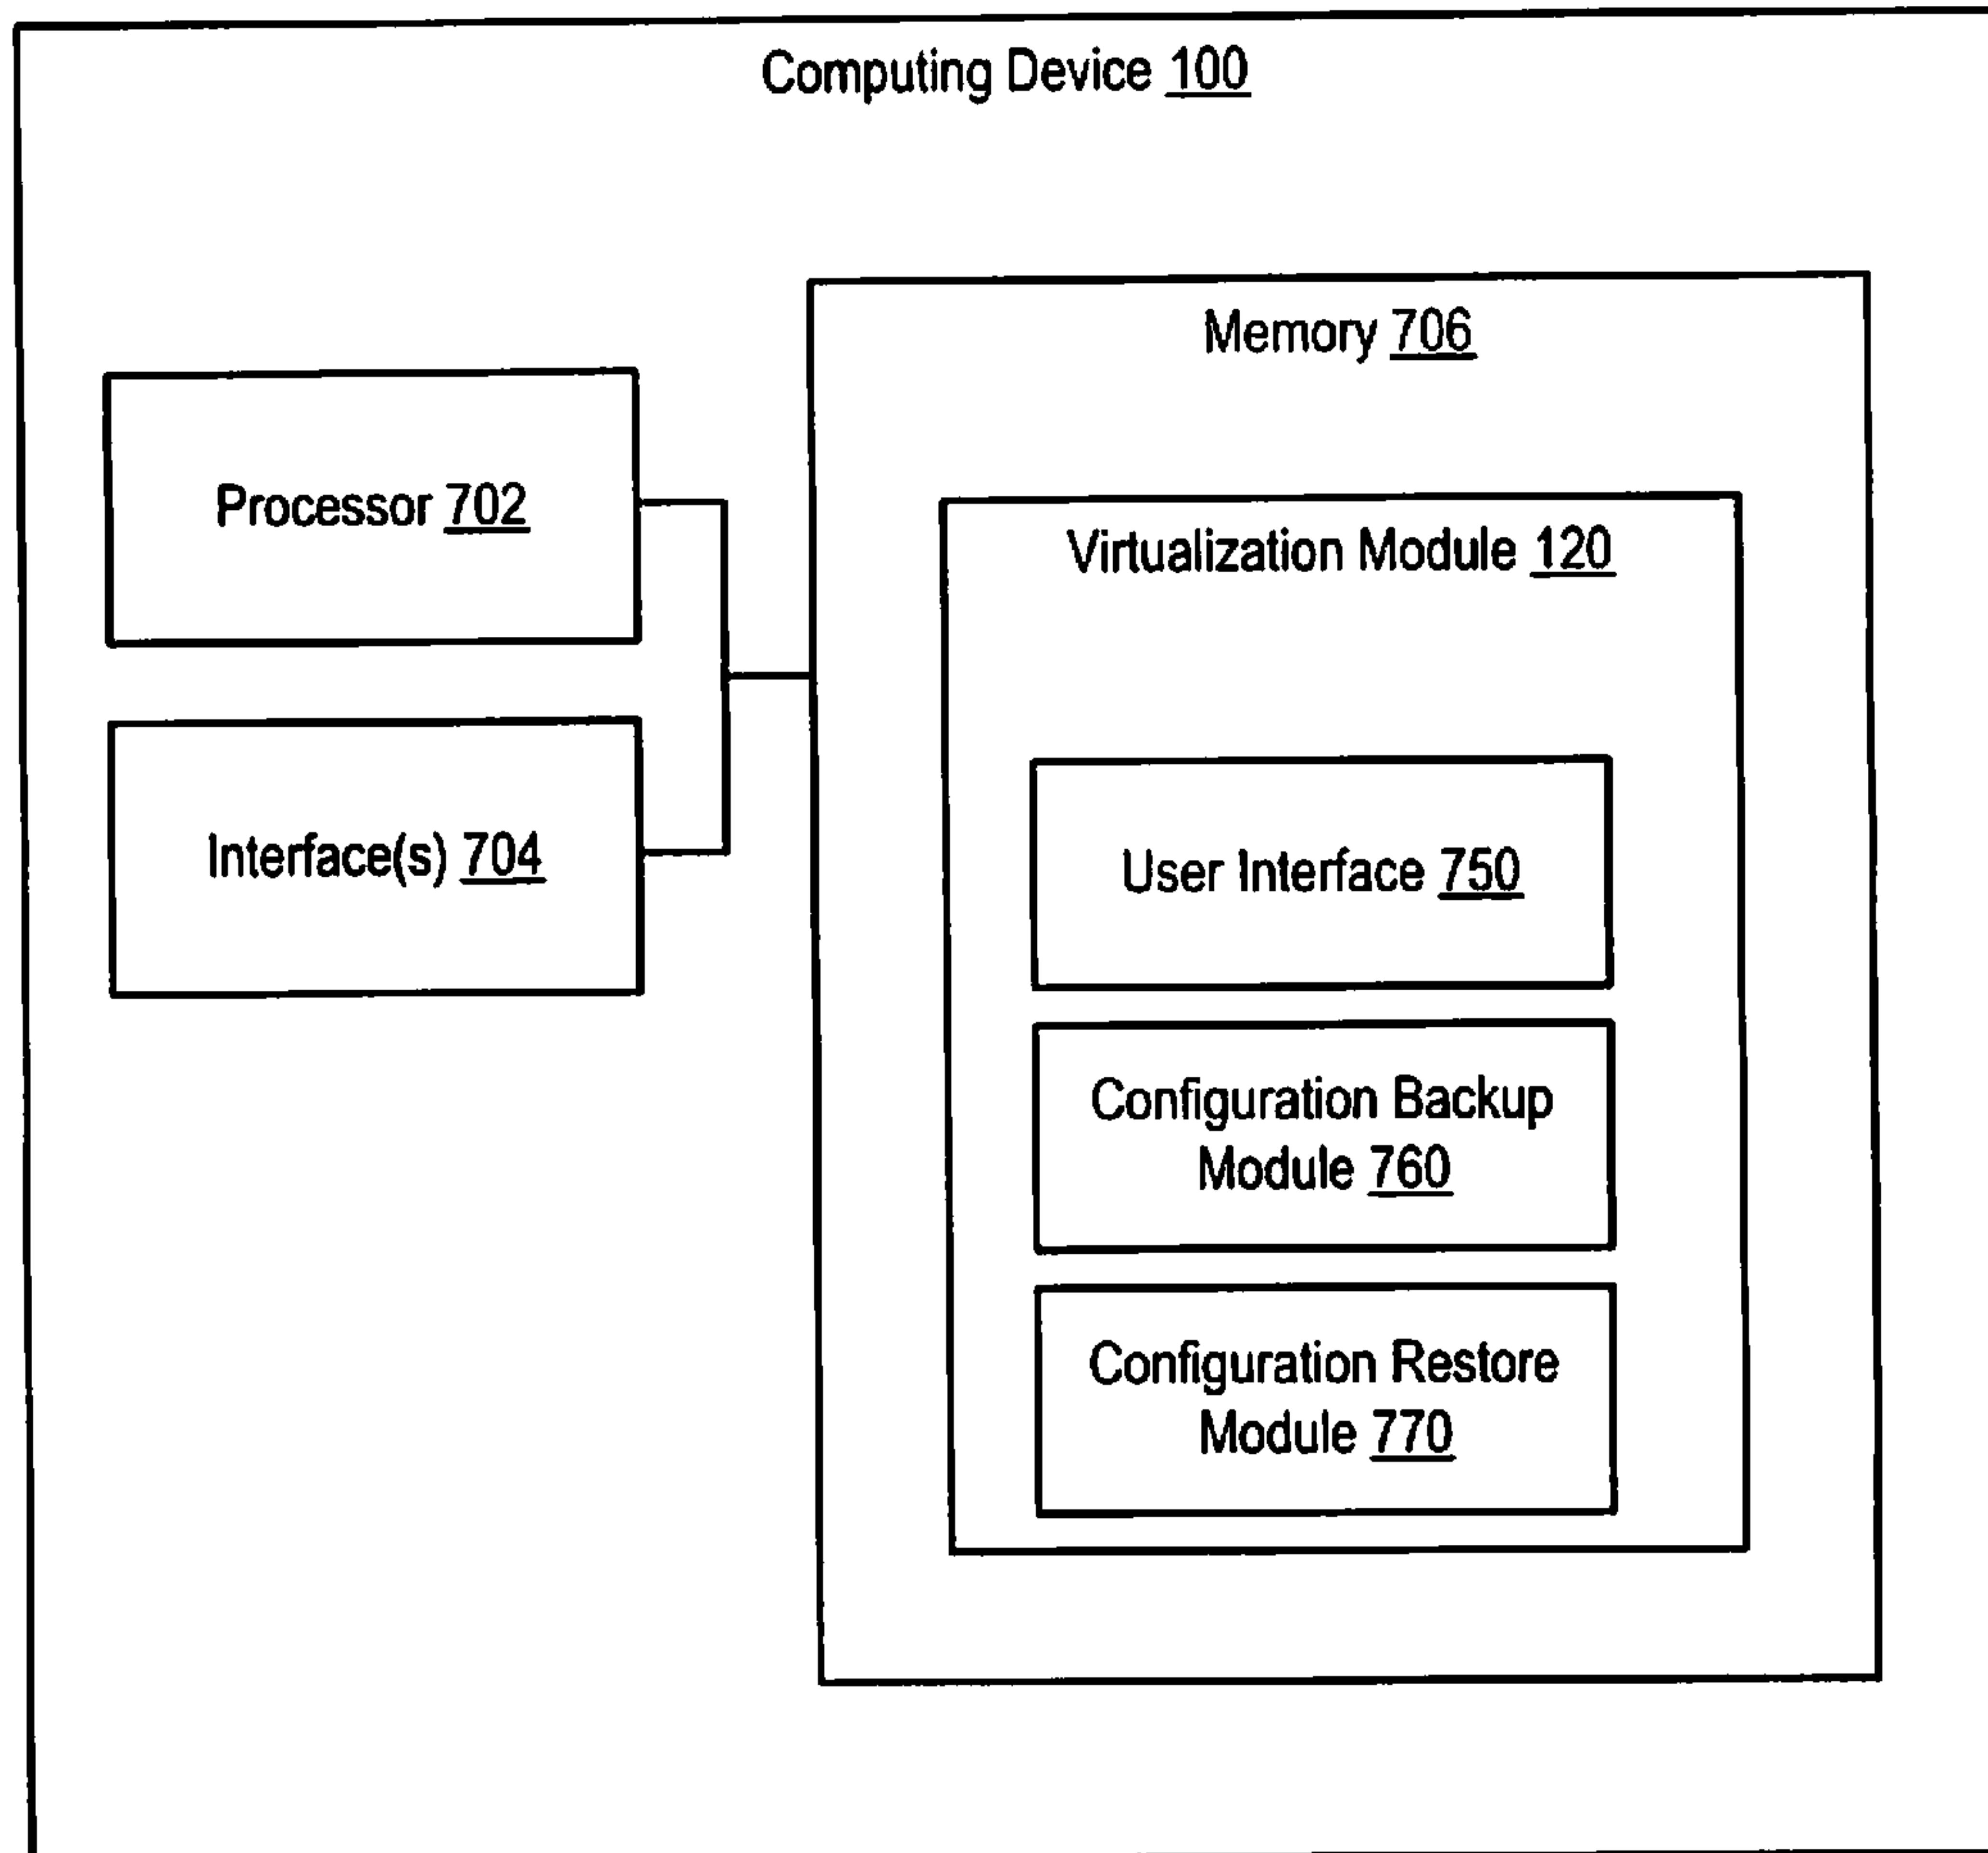 Computing Device 100
Memory 706
Processor 702
Virtualization Module 120
Interface(s) 704
User Interface 750
Configuration Backup
Module 760
Configuration Restore
Module 770